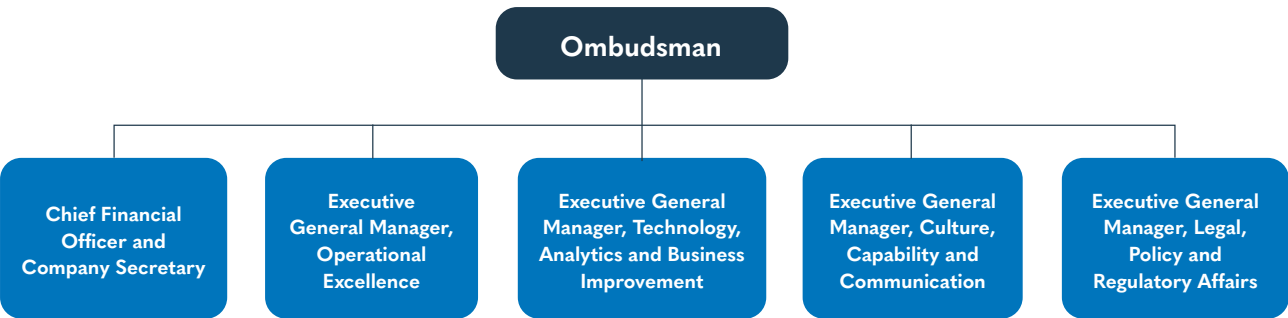 Ombudsman
Chief Financial
Officer and
Company Secretary
Executive
General Manager,
Operational
Excellence
Executive General
Manager, Technology,
Analytics and Business
Improvement
Executive General
Manager, Culture,
Capability and
Communication
Executive General
Manager, Legal,
Policy and
Regulatory Affairs